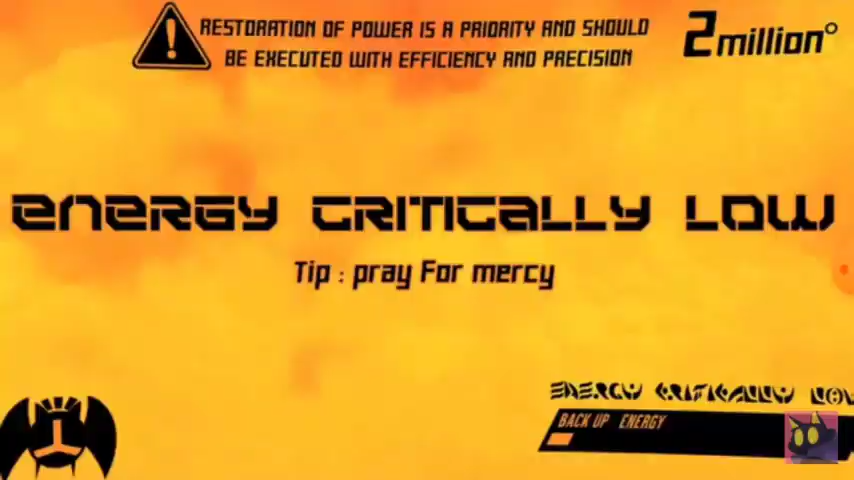 RESTORATION OF POWER IS A PRIORITY AND SHOULD
BE EXECUTED WITH EFFICIENCY AND PRECISION
2million°
ENERGY CRITICALLY LOW
Tip : pray For mercy
ENERGY CRITICALLY LOW
BACK UP ENERGY